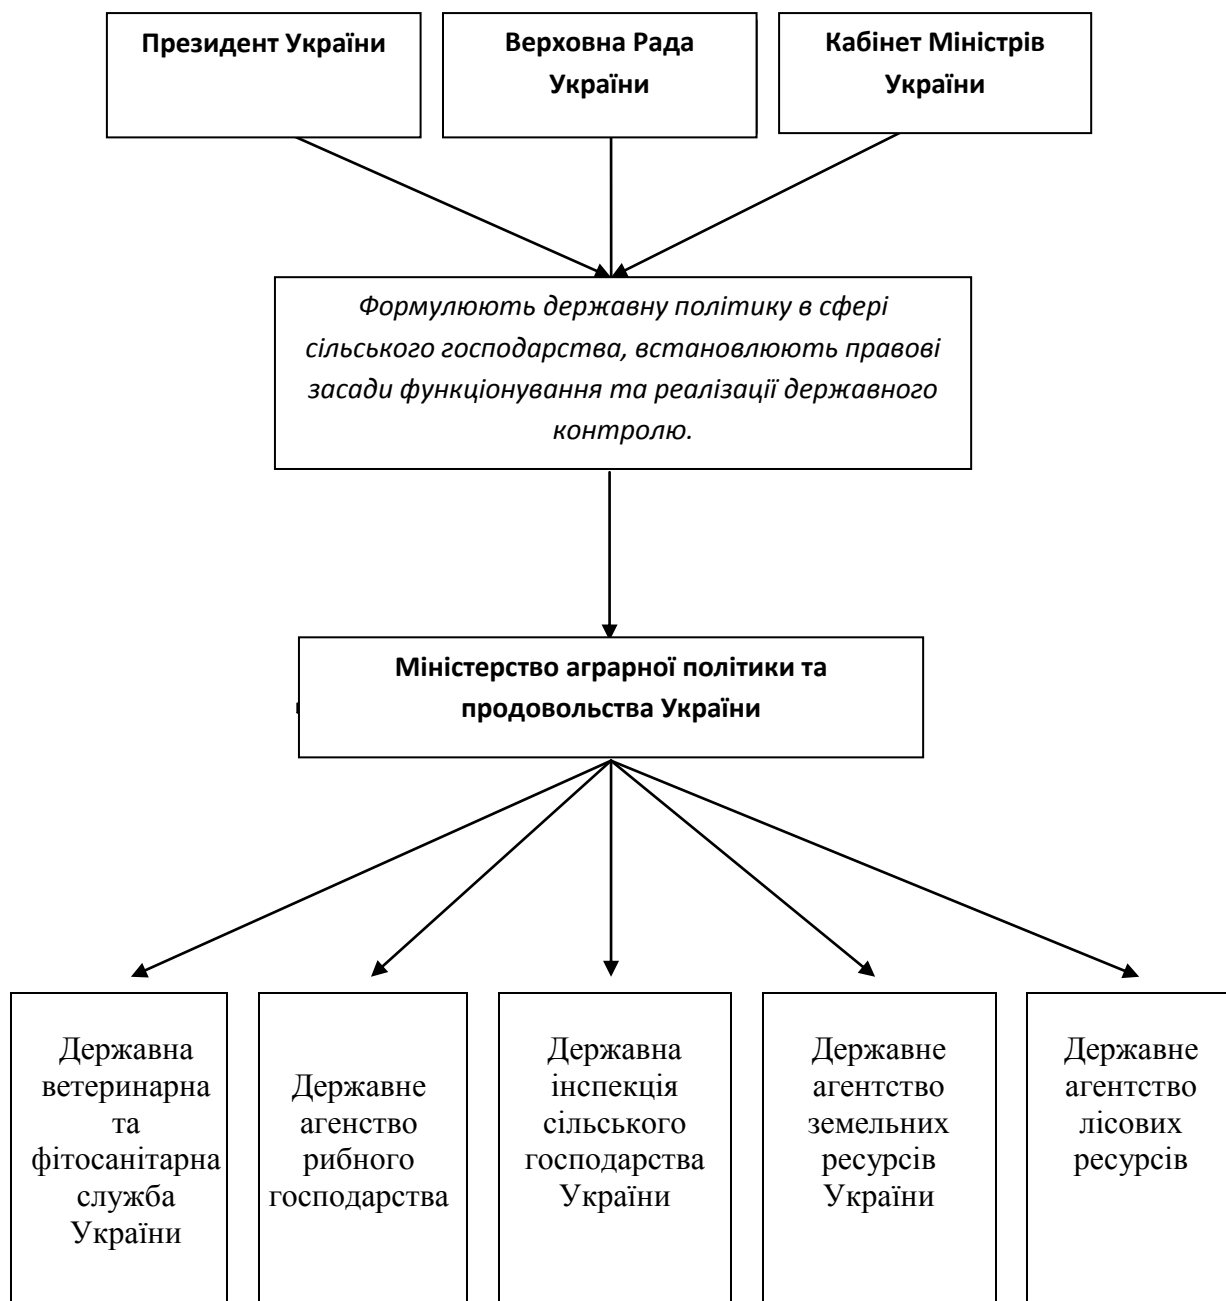 Президент України
Верховна Рада
України
Кабінет Міністрів
України
Формулюють державну політику в сфері
сільського господарства, встановлюють правові
засади функціонування та реалізації державного
контролю.
Міністерство аграрної політики та
продовольства України
Державна
ветеринарна
та
фітосанітарна
служба
України
Державне
агенство
рибного
господарства
Державна
інспекція
сільського
господарства
України
Державне
агентство
земельних
ресурсів
України
Державне
агентство
лісових
ресурсів